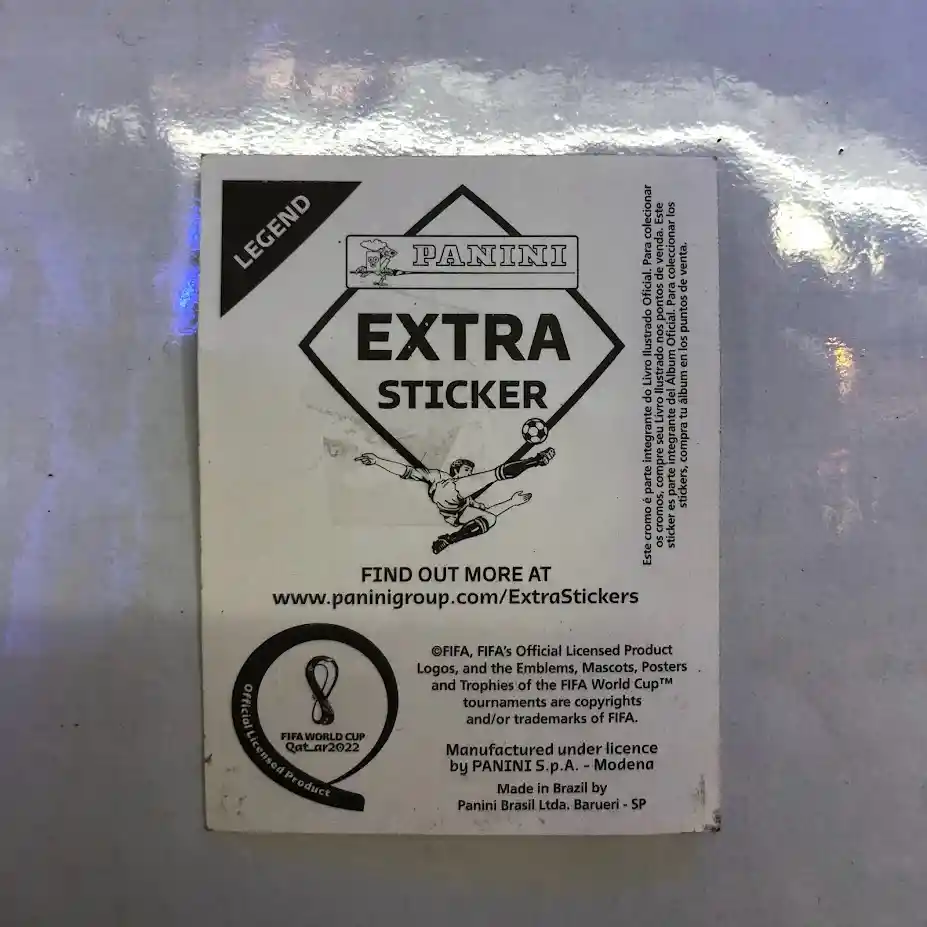 LEGEND
PANINI
EXTRA
STICKER
FIND OUT MORE AT
www.paninigroup.com/ExtraStickers
Este cromo é parte integrante do Livro Ilustrado Oficial. Para colecionar
os cromos, compre seu Livro Ilustrado nos pontos de venda. Este
sticker es parte integrante del Álbum Oficial. Para coleccionar los
stickers, compra tu álbum en los puntos de venta.
Official Licensed Product
FIFA WORLD CUP
Qatar2022
©FIFA, FIFA's Official Licensed Product
Logos, and the Emblems, Mascots, Posters
and Trophies of the FIFA World Cup™
tournaments are copyrights
and/or trademarks of FIFA.
Manufactured under licence
by PANINI S.p.A. - Modena
Made in Brazil by
Panini Brasil Ltda. Barueri - SP